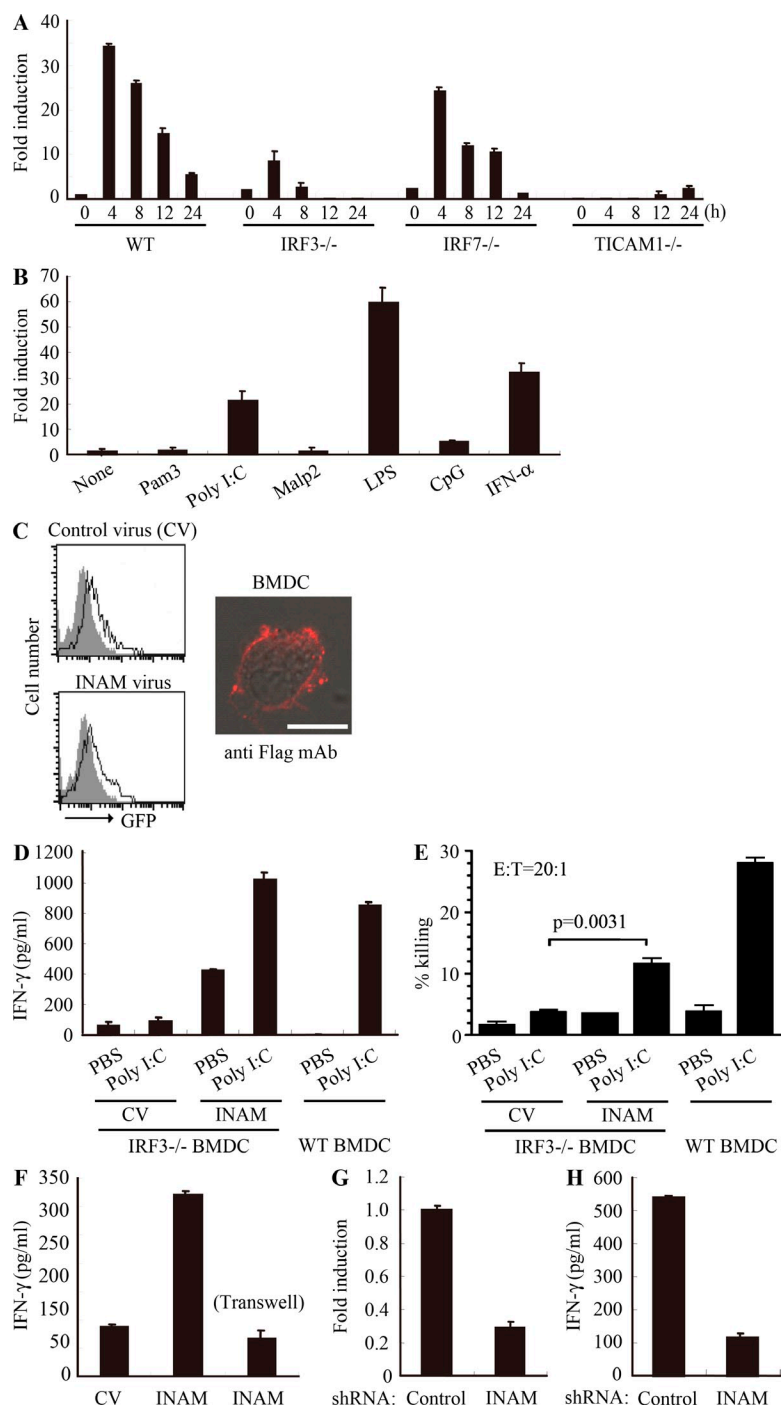 A
40
30
20
10
0
Fold induction
0 4 8 12 24 0 4 8 12 24 0 4 8 12 24 0 4 8 12 24 (h)
WT IRF3-/- IRF7-/- TICAM1-/-
B
70
60
50
40
30
20
10
0
Fold induction
None Pam3 Poly I:C Malp2 LPS CpG IFN-α
C
Control virus (CV)
INAM virus
Cell number
GFP
BMDC
anti Flag mAb
D
1200
1000
800
600
400
200
0
IFN-γ (pg/ml)
PBS Poly I:C PBS Poly I:C PBS Poly I:C
CV INAM
IRF3-/- BMDC WT BMDC
E
30
20
10
0
% killing
E:T=20:1
p=0.0031
PBS Poly I:C PBS Poly I:C PBS Poly I:C
CV INAM
IRF3-/- BMDC WT BMDC
F
350
300
150
100
50
0
IFN-γ (pg/ml)
(Transwell)
CV INAM INAM
G
1.2
1.0
0.8
0.6
0.4
0.2
0
Fold induction
shRNA: Control INAM
H
600
500
400
300
200
100
0
IFN-γ (pg/ml)
shRNA: Control INAM